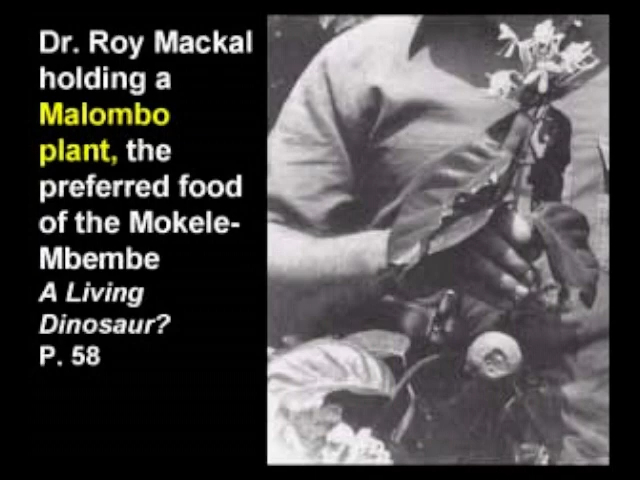 Dr. Roy Mackal
holding a
Malombo
plant, the
preferred food
of the Mokele-
Mbembe
A Living
Dinosaur?
P. 58